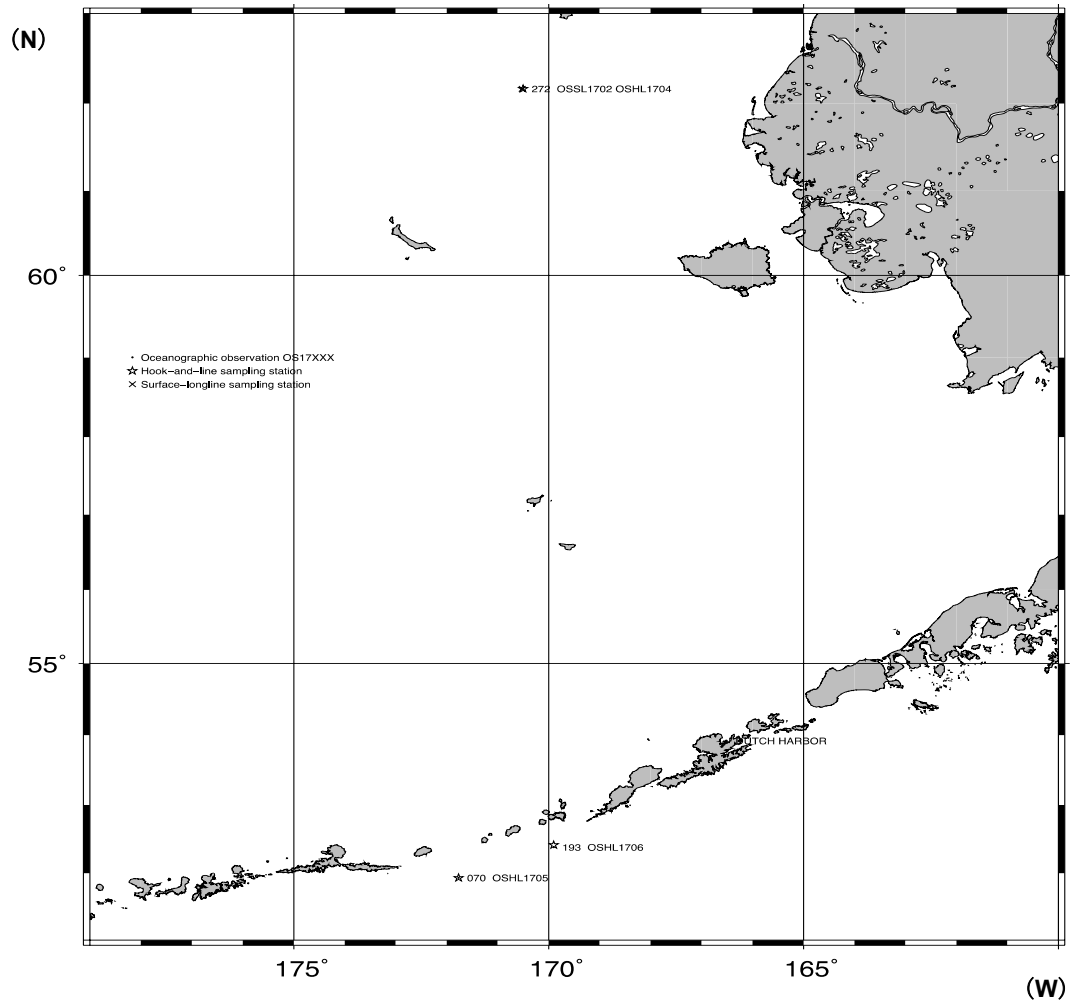 (N)
272 OSSL1702 OSHL1704
60°
Oceanographic observation OS17XXX
Hook-and-line sampling station
Surface-longline sampling station
55°
DUTCH HARBOR
193 OSHL1706
070 OSHL1705
175° 170° 165°
(W)